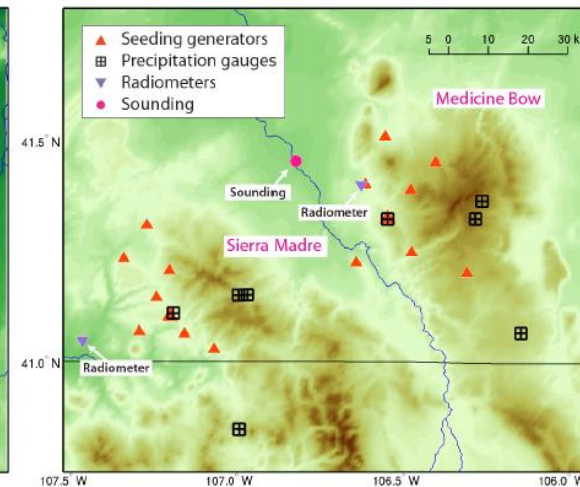 Seeding generators
Precipitation gauges
Radiometers
Sounding
5 0 10 20 30 k
Medicine Bow
41.5° N
Sounding
Radiometer
Sierra Madre
41.0° N
Radiometer
107.5° W 107.0° W 106.5° W 106.0° W